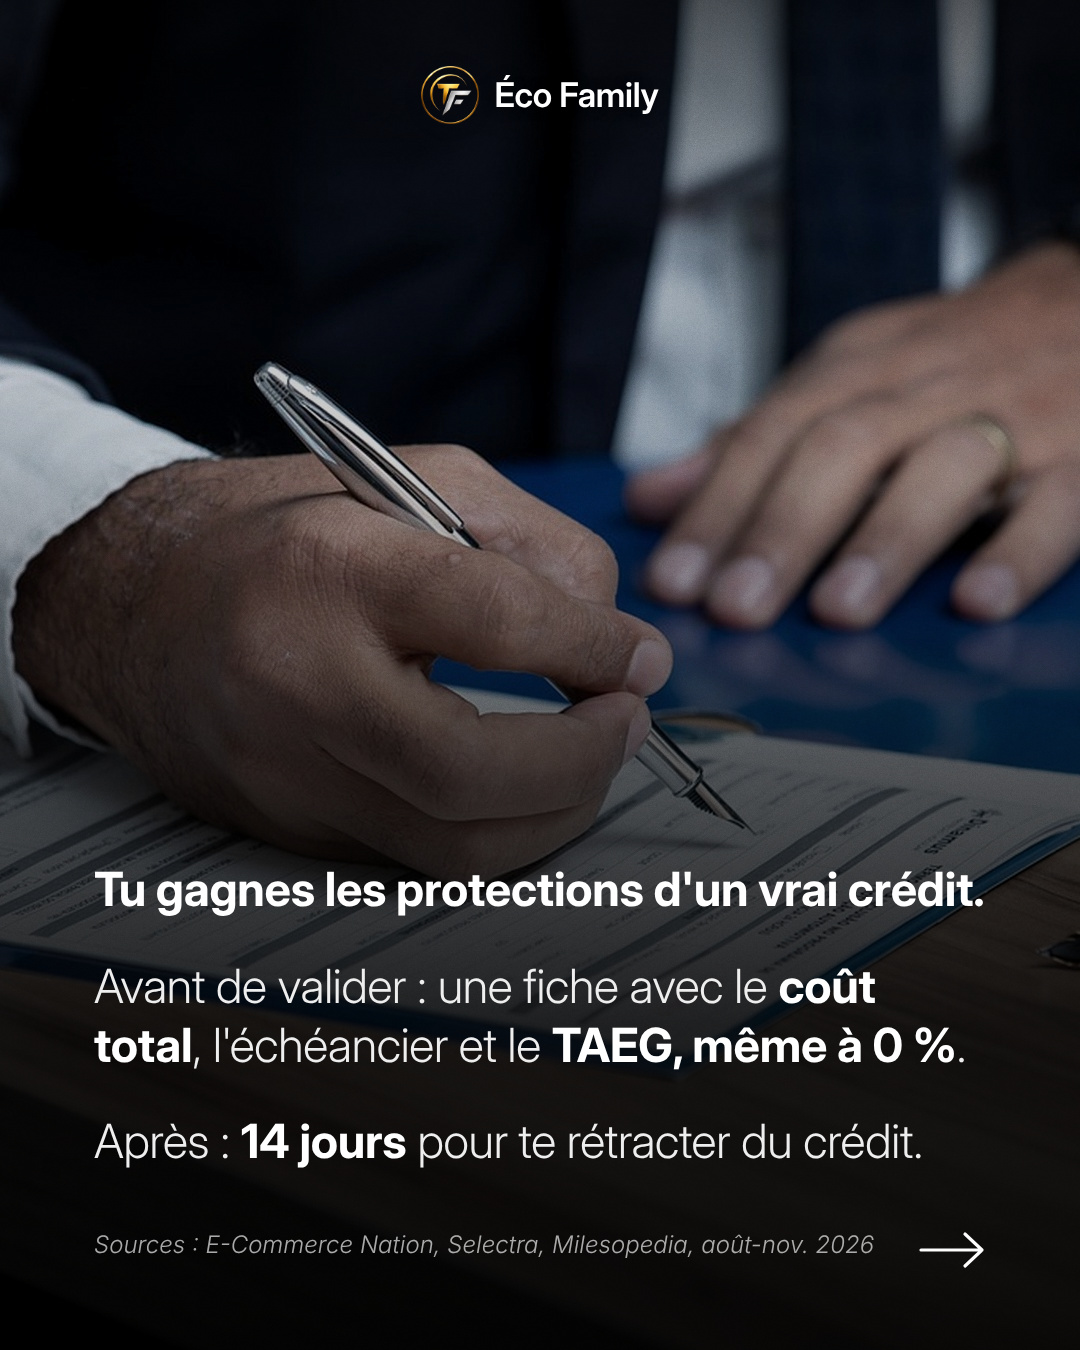 TF Éco Family
Tu gagnes les protections d'un vrai crédit.
Avant de valider : une fiche avec le coût
total, l'échéancier et le TAEG, même à 0 %.
Après : 14 jours pour te rétracter du crédit.
Sources : E-Commerce Nation, Selectra, Milesopedia, août-nov. 2026